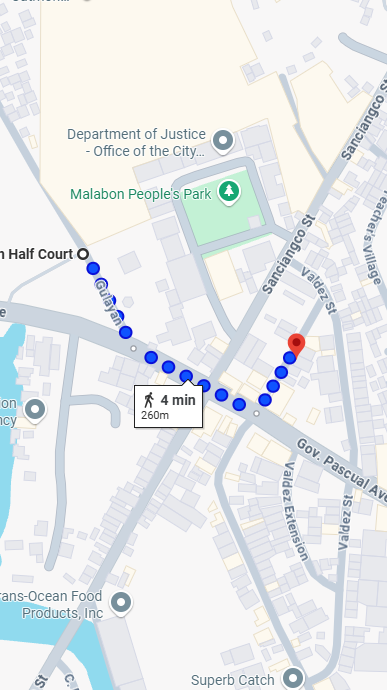 Sanciangco St
Department of Justice
- Office of the City...
Malabon People's Park
Teacher's Village
n Half Court
Sanciangco St
Valdez St
Gulayan
e
4 min
260m
on
ncy
Gov. Pascual Ave
Valdez Extension
Valdez St
rans-Ocean Food
Products, Inc
St
C.
Superb Catch